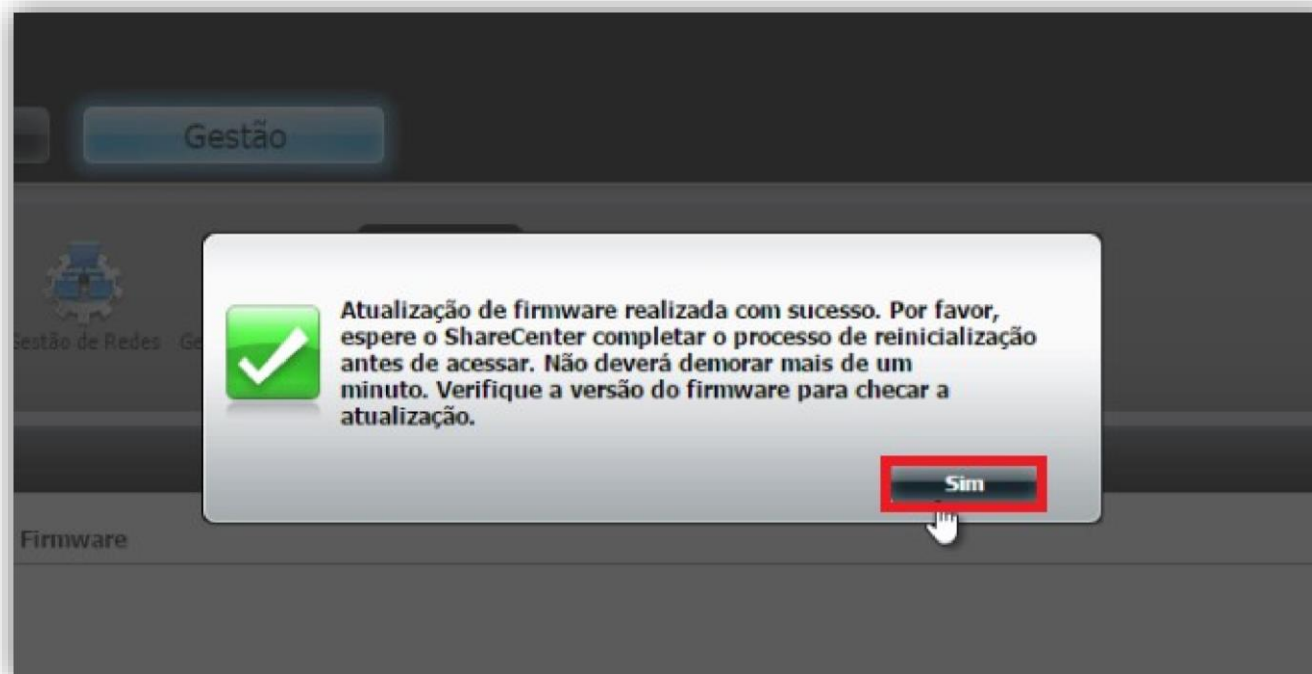 Gestão
Gestão de Redes Ge
Atualização de firmware realizada com sucesso. Por favor,
espere o ShareCenter completar o processo de reinicialização
antes de acessar. Não deverá demorar mais de um
minuto. Verifique a versão do firmware para checar a
atualização.
Sim
Firmware